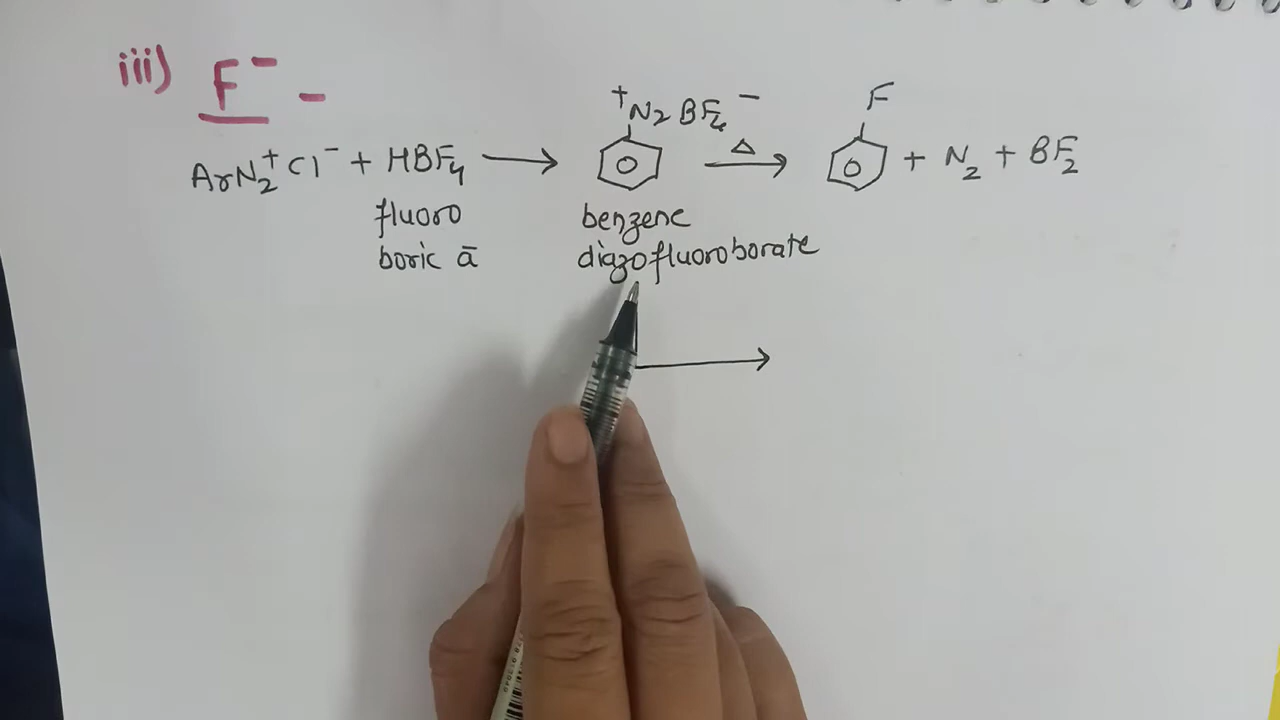 iii) F⁻ -
ArN₂⁺Cl⁻ + HBF₄ ⟶ ⁺N₂BF₄⁻ △⟶ F + N₂ + BF₂
fluoro benzene
boric ā diazofluoroborate